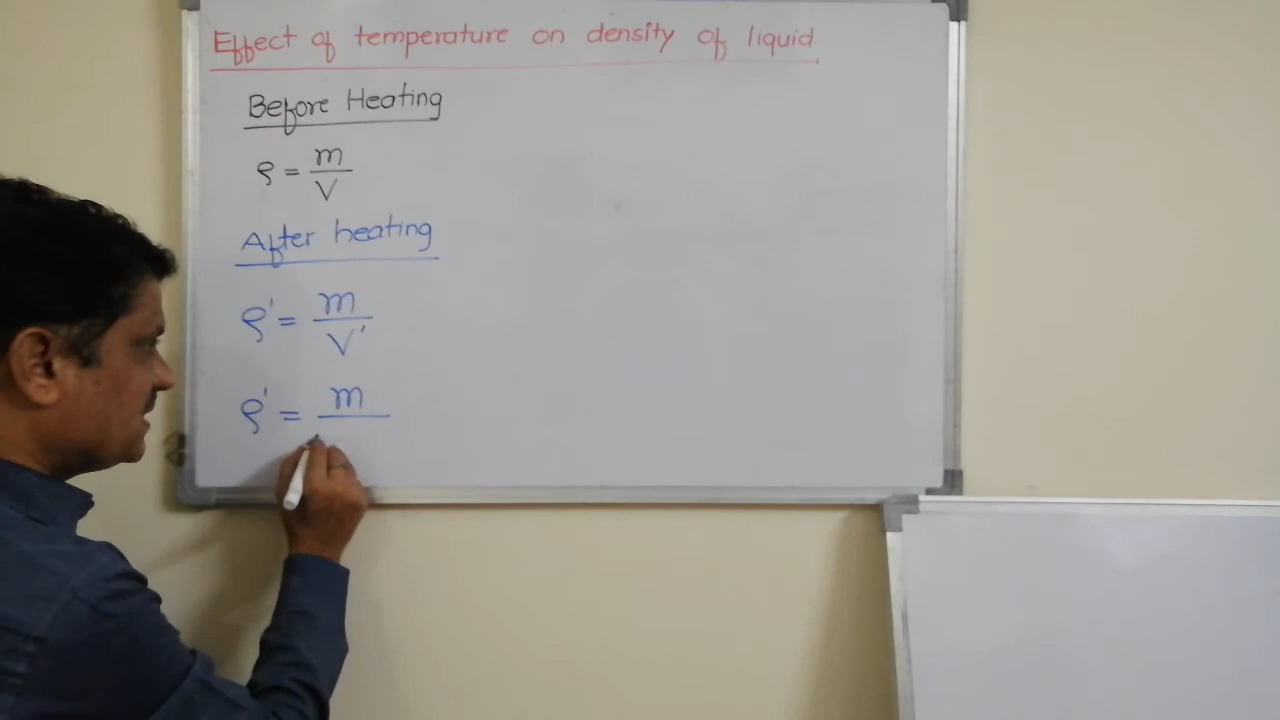 Effect of temperature on density of liquid
Before Heating
ρ = m/V
After heating
ρ' = m/V'
ρ' = m/